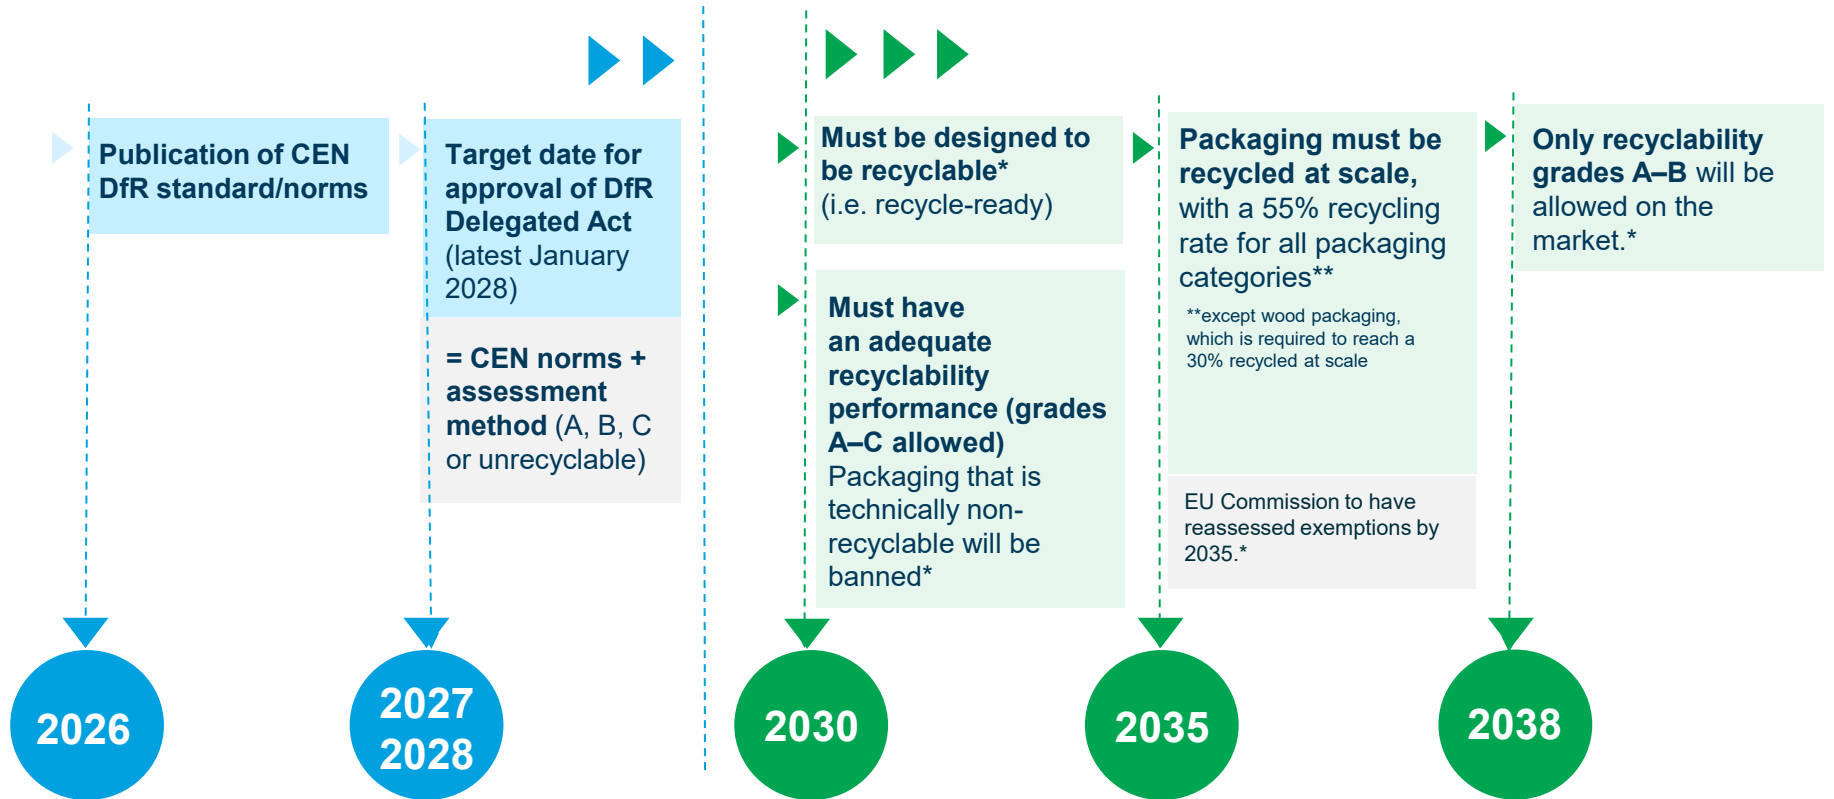 Publication of CEN
DfR standard/norms
Target date for
approval of DfR
Delegated Act
(latest January
2028)
= CEN norms +
assessment
method (A, B, C
or unrecyclable)
Must be designed to
be recyclable*
(i.e. recycle-ready)
Must have
an adequate
recyclability
performance (grades
A–C allowed)
Packaging that is
technically non-
recyclable will be
banned*
Packaging must be
recycled at scale,
with a 55% recycling
rate for all packaging
categories**
**except wood packaging,
which is required to reach a
30% recycled at scale
EU Commission to have
reassessed exemptions by
2035.*
Only recyclability
grades A–B will be
allowed on the
market.*
2026
2027
2028
2030
2035
2038